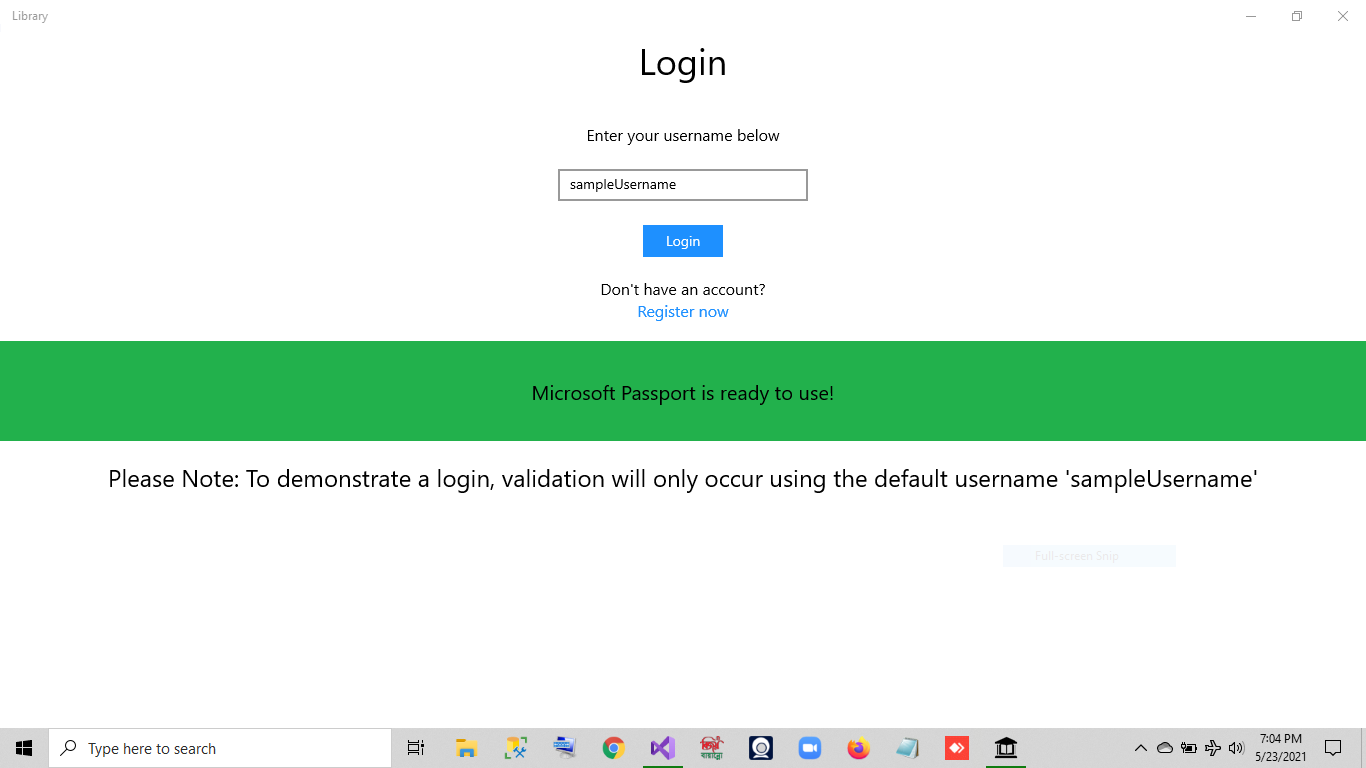 Library
Login
Enter your username below
sampleUsername
Login
Don't have an account?
Register now
Microsoft Passport is ready to use!
Please Note: To demonstrate a login, validation will only occur using the default username 'sampleUsername'
Full-screen Snip
Type here to search
7:04 PM
5/23/2021